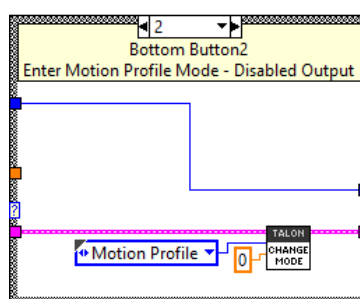 2
Bottom Button2
Enter Motion Profile Mode - Disabled Output
?
Motion Profile
0
TALON
CHANGE
MODE